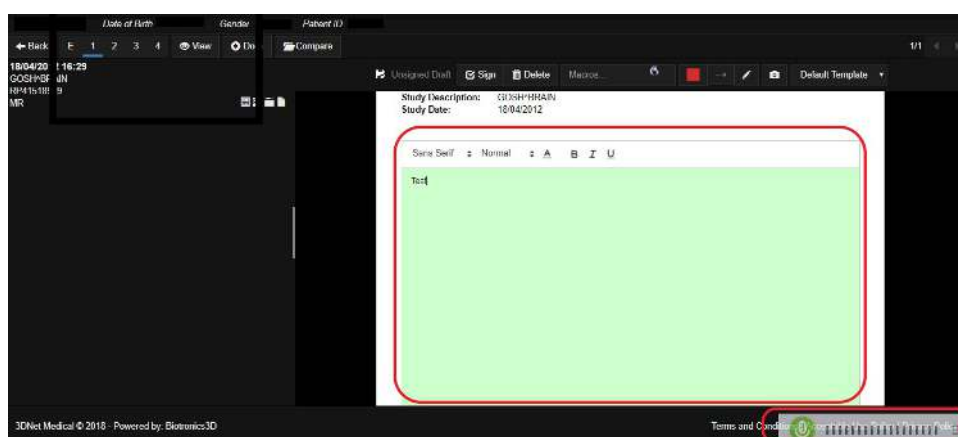 Date of Birth Gender Patient ID
Back E 1 2 3 4 View Compare 1/1
16:29
MR
Unsigned Draft Sign Delete Macros... Default Template
Study Description: GOSH^BRAIN
Study Date: 18/04/2012
Sans Serif Normal A B I U
Test
3DNet Medical © 2018 - Powered by: Biotronics3D Terms and